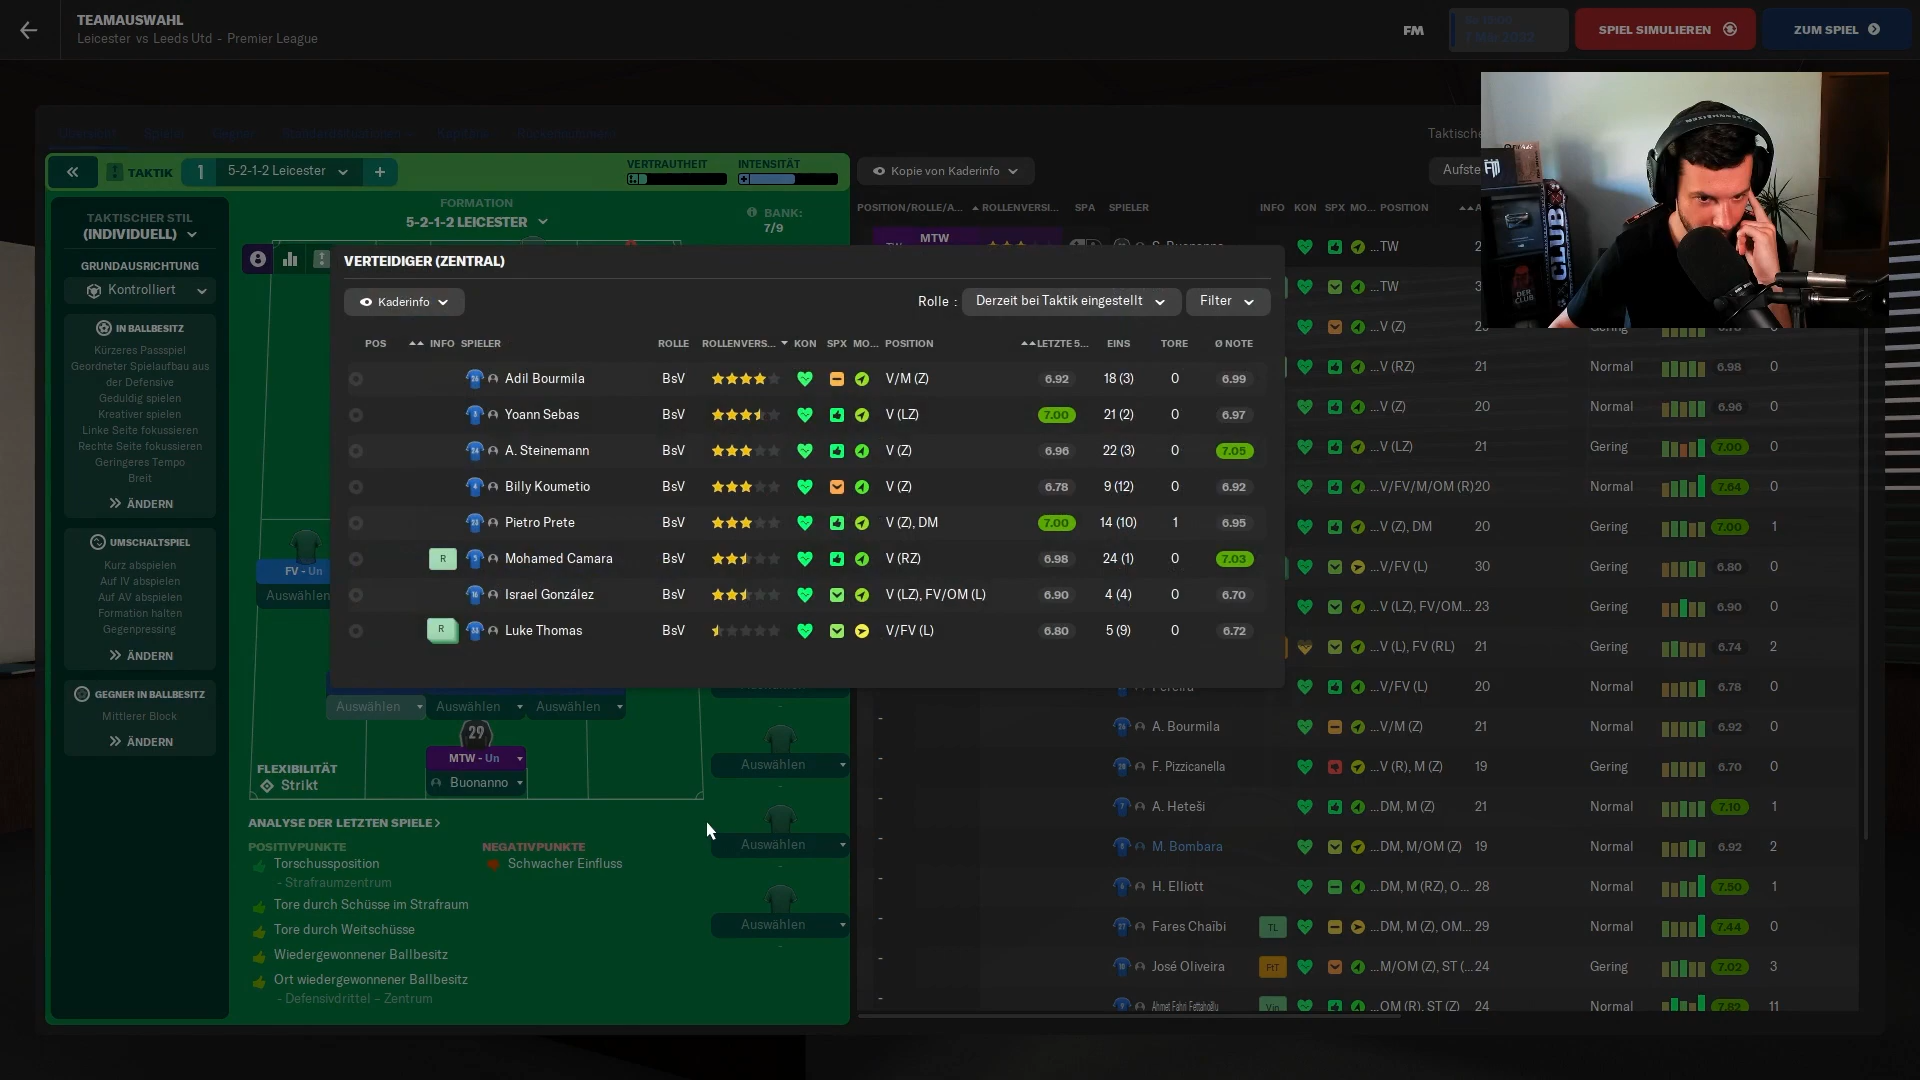 TEAMAUSWAHL
Leicester vs Leeds Utd - Premier League
FM
SPIEL SIMULIEREN
ZUM SPIEL
TAKTIK
1
5-2-1-2 Leicester
VERTRAUTHEIT
INTENSITÄT
Kopie von Kaderinfo
Taktische
Aufste
TAKTISCHER STIL
(INDIVIDUELL)
FORMATION
5-2-1-2 LEICESTER
BANK:
7/9
POSITION/ROLLE/A... ROLLENVERSI... SPA SPIELER INFO KON SPX MO... POSITION
MTW
GRUNDAUSRICHTUNG
Kontrolliert
IN BALLBESITZ
Kürzeres Passspiel
Geordneter Spielaufbau aus
der Defensive
Geduldig spielen
Kreativer spielen
Linke Seite fokussieren
Rechte Seite fokussieren
Geringeres Tempo
Breit
ÄNDERN
UMSCHALTSPIEL
Kurz abspielen
Auf IV abspielen
Auf AV abspielen
Formation halten
Gegenpressing
ÄNDERN
GEGNER IN BALLBESITZ
Mittlerer Block
ÄNDERN
FV - Un
Auswählen
VERTEIDIGER (ZENTRAL)
Kaderinfo
Rolle :
Derzeit bei Taktik eingestellt
Filter
POS INFO SPIELER ROLLE ROLLENVERS... KON SPX MO... POSITION LETZTE 5... EINS TORE Ø NOTE
Adil Bourmila BsV V/M (Z) 6.92 18 (3) 0 6.99
Yoann Sebas BsV V (LZ) 7.00 21 (2) 0 6.97
A. Steinemann BsV V (Z) 6.96 22 (3) 0 7.05
Billy Koumetio BsV V (Z) 6.78 9 (12) 0 6.92
Pietro Prete BsV V (Z), DM 7.00 14 (10) 1 6.95
R Mohamed Camara BsV V (RZ) 6.98 24 (1) 0 7.03
Israel González BsV V (LZ), FV/OM (L) 6.90 4 (4) 0 6.70
R Luke Thomas BsV V/FV (L) 6.80 5 (9) 0 6.72
...TW
...TW
...V (Z)
...V (RZ) 21 Normal 6.98 0
...V (Z) 20 Normal 6.96 0
...V (LZ) 21 Gering 7.00 0
...V/FV/M/OM (R) 20 Normal 7.64 0
...V (Z), DM 20 Gering 7.00 1
...V/FV (L) 30 Gering 6.80 0
...V (LZ), FV/OM... 23 Gering 6.90 0
...V (L), FV (RL) 21 Gering 6.74 2
Pereira ...V/FV (L) 20 Normal 6.78 0
- A. Bourmila ...V/M (Z) 21 Normal 6.92 0
- F. Pizzicanella ...V (R), M (Z) 19 Gering 6.70 0
- A. Heteši ...DM, M (Z) 21 Normal 7.10 1
- M. Bombara ...DM, M/OM (Z) 19 Normal 6.92 2
- H. Elliott ...DM, M (RZ), O... 28 Normal 7.50 1
- Fares Chaïbi TL ...DM, M (Z), OM... 29 Normal 7.44 0
- José Oliveira FtT ...M/OM (Z), ST (... 24 Gering 7.02 3
- Ahmet Fahri Fettahoğlu Vin ...OM (R), ST (Z) 24 Normal 7.82 11
Auswählen
Auswählen
Auswählen
29
MTW - Un
Buonanno
FLEXIBILITÄT
Strikt
Auswählen
Auswählen
Auswählen
ANALYSE DER LETZTEN SPIELE
POSITIVPUNKTE
NEGATIVPUNKTE
Torschussposition
- Strafraumzentrum
Schwacher Einfluss
Tore durch Schüsse im Strafraum
Tore durch Weitschüsse
Wiedergewonnener Ballbesitz
Ort wiedergewonnener Ballbesitz
- Defensivdrittel – Zentrum
CLUB
DER
CLUB